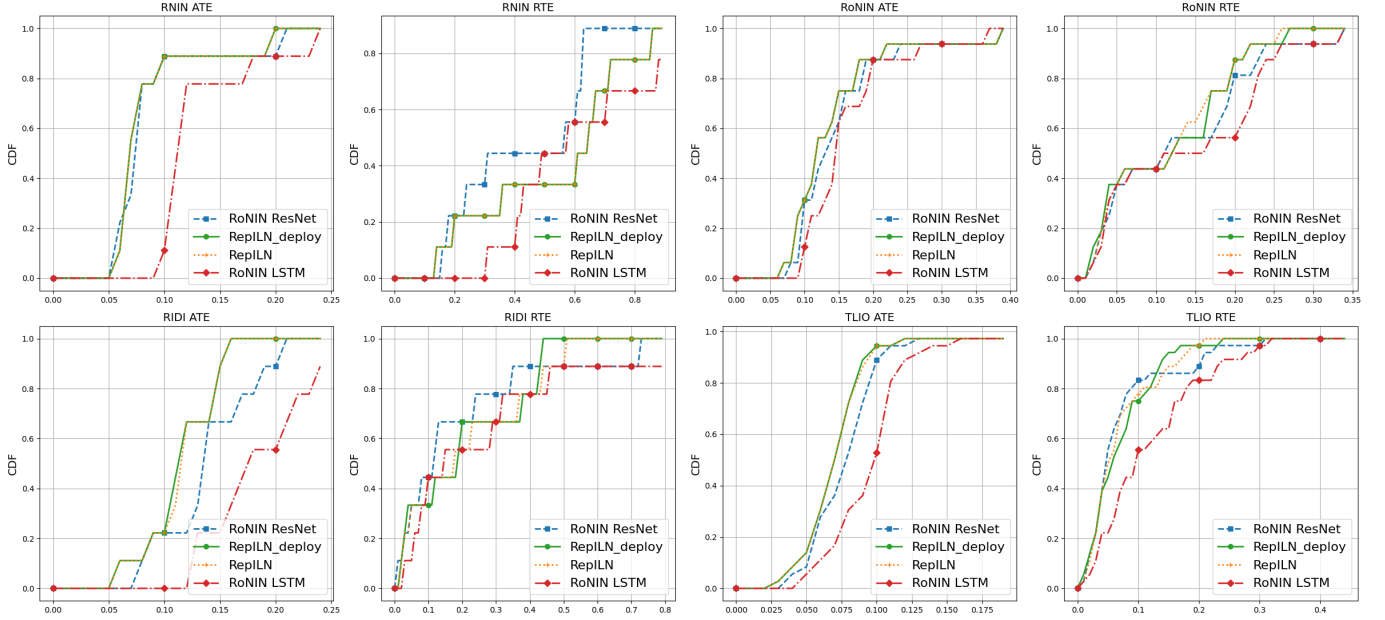 RNIN ATE
CDF
1.0
0.8
0.6
0.4
0.2
0.0
0.00 0.05 0.10 0.15 0.20 0.25
RoNIN ResNet
RepILN_deploy
RepILN
RoNIN LSTM
RNIN RTE
CDF
0.8
0.6
0.4
0.2
0.0
0.0 0.2 0.4 0.6 0.8
RoNIN ResNet
RepILN_deploy
RepILN
RoNIN LSTM
RoNIN ATE
CDF
1.0
0.8
0.6
0.4
0.2
0.0
0.00 0.05 0.10 0.15 0.20 0.25 0.30 0.35 0.40
RoNIN ResNet
RepILN_deploy
RepILN
RoNIN LSTM
RoNIN RTE
CDF
1.0
0.8
0.6
0.4
0.2
0.0
0.00 0.05 0.10 0.15 0.20 0.25 0.30 0.35
RoNIN ResNet
RepILN_deploy
RepILN
RoNIN LSTM
RIDI ATE
CDF
1.0
0.8
0.6
0.4
0.2
0.0
0.00 0.05 0.10 0.15 0.20 0.25
RoNIN ResNet
RepILN_deploy
RepILN
RoNIN LSTM
RIDI RTE
CDF
1.0
0.8
0.6
0.4
0.2
0.0
0.0 0.1 0.2 0.3 0.4 0.5 0.6 0.7 0.8
RoNIN ResNet
RepILN_deploy
RepILN
RoNIN LSTM
TLIO ATE
CDF
1.0
0.8
0.6
0.4
0.2
0.0
0.000 0.025 0.050 0.075 0.100 0.125 0.150 0.175
RoNIN ResNet
RepILN_deploy
RepILN
RoNIN LSTM
TLIO RTE
CDF
1.0
0.8
0.6
0.4
0.2
0.0
0.0 0.1 0.2 0.3 0.4
RoNIN ResNet
RepILN_deploy
RepILN
RoNIN LSTM